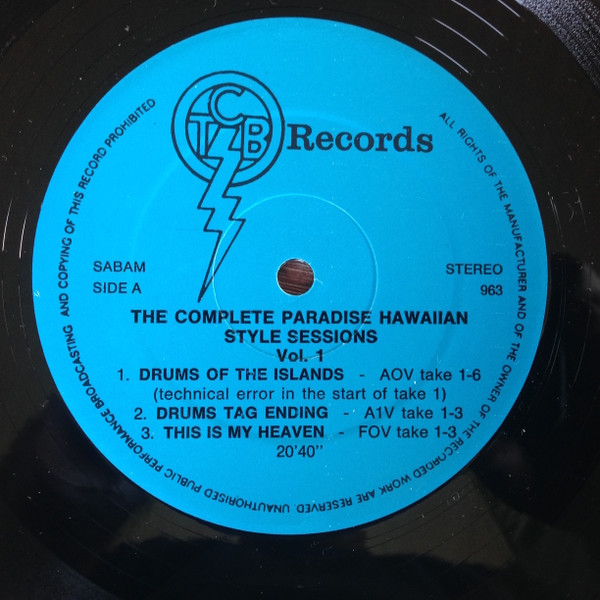 TCB
Records
ALL RIGHTS OF THE MANUFACTURER AND OF THE OWNER OF THE RECORDED WORK ARE RESERVED UNAUTHORISED PUBLIC PERFORMANCE BROADCASTING AND COPYING OF THIS RECORD PROHIBITED
SABAM
SIDE A
STEREO
963
THE COMPLETE PARADISE HAWAIIAN
STYLE SESSIONS
Vol. 1
1. DRUMS OF THE ISLANDS - AOV take 1-6
(technical error in the start of take 1)
2. DRUMS TAG ENDING - A1V take 1-3
3. THIS IS MY HEAVEN - FOV take 1-3
20'40"